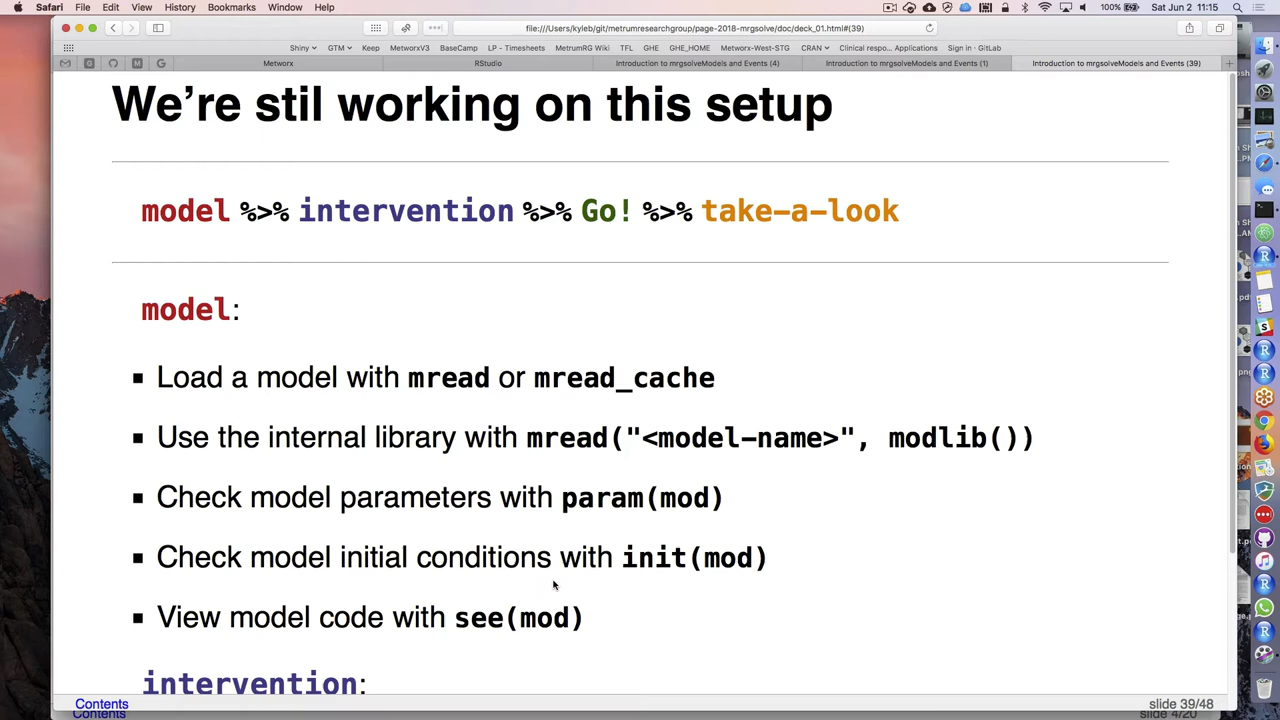 Safari File Edit View History Bookmarks Window Help 100% Sat Jun 2 11:15
file:///Users/kyleb/git/metrumresearchgroup/page-2018-mrgsolve/doc/deck_01.html#(39)
Shiny GTM Keep MetworxV3 BaseCamp LP - Timesheets MetrumRG Wiki TFL GHE GHE_HOME Metworx-West-STG CRAN Clinical respo... Applications Sign in · GitLab
Metworx RStudio Introduction to mrgsolveModels and Events (4) Introduction to mrgsolveModels and Events (1) Introduction to mrgsolveModels and Events (39)
We’re stil working on this setup
model %>% intervention %>% Go! %>% take-a-look
model:
Load a model with mread or mread_cache
Use the internal library with mread("<model-name>", modlib())
Check model parameters with param(mod)
Check model initial conditions with init(mod)
View model code with see(mod)
intervention:
Contents slide 39/48
Contents slide 4/20